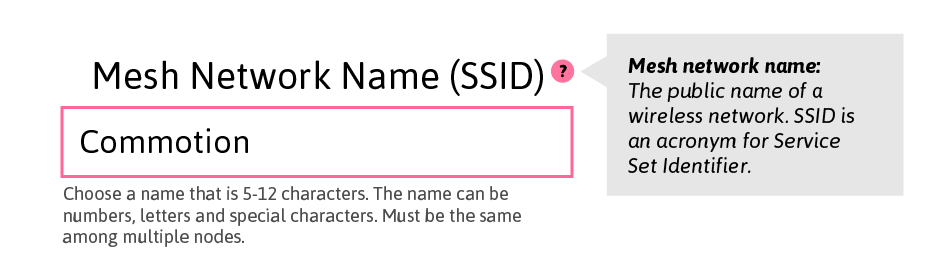 Mesh Network Name (SSID) ?
Commotion
Choose a name that is 5-12 characters. The name can be
numbers, letters and special characters. Must be the same
among multiple nodes.
Mesh network name:
The public name of a
wireless network. SSID is
an acronym for Service
Set Identifier.